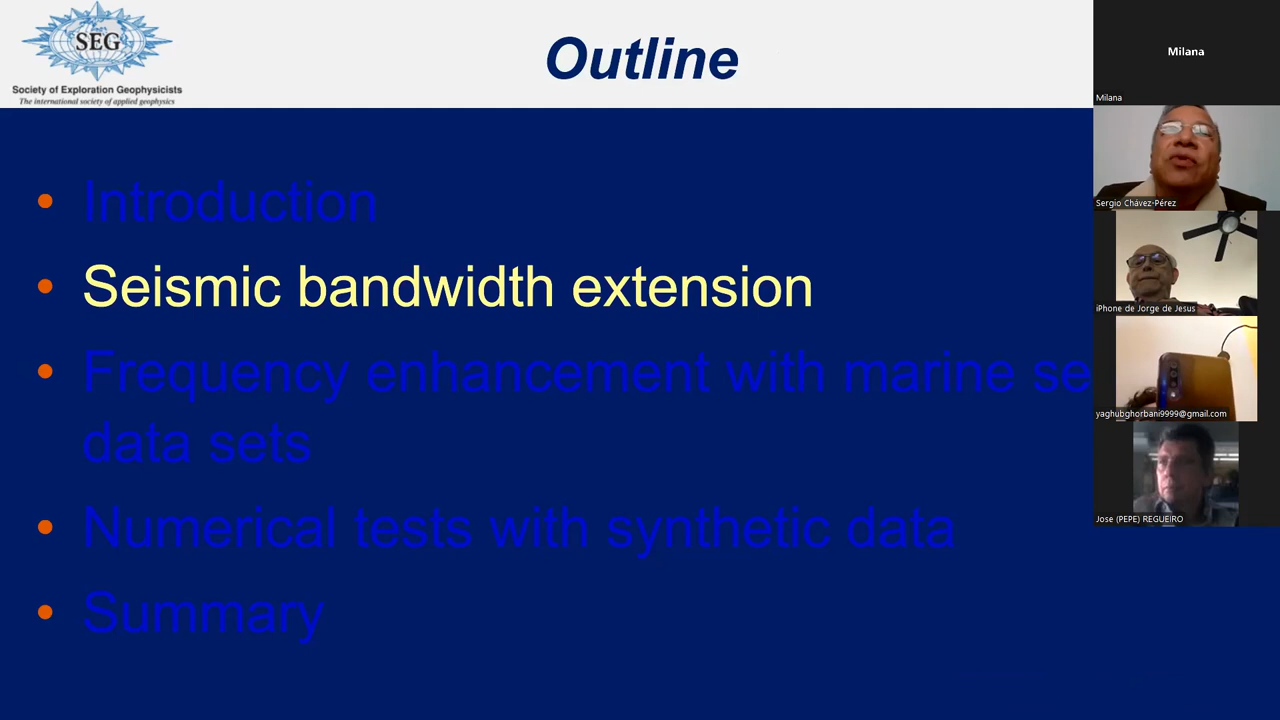 SEG
Society of Exploration Geophysicists
The international society of applied geophysics
Outline
• Introduction
• Seismic bandwidth extension
• Frequency enhancement with marine se
data sets
• Numerical tests with synthetic data
• Summary
Milana
Milana
Sergio Chávez-Pérez
iPhone de Jorge de Jesus
yaghubghorbani9999@gmail.com
Jose (PEPE) REGUEIRO